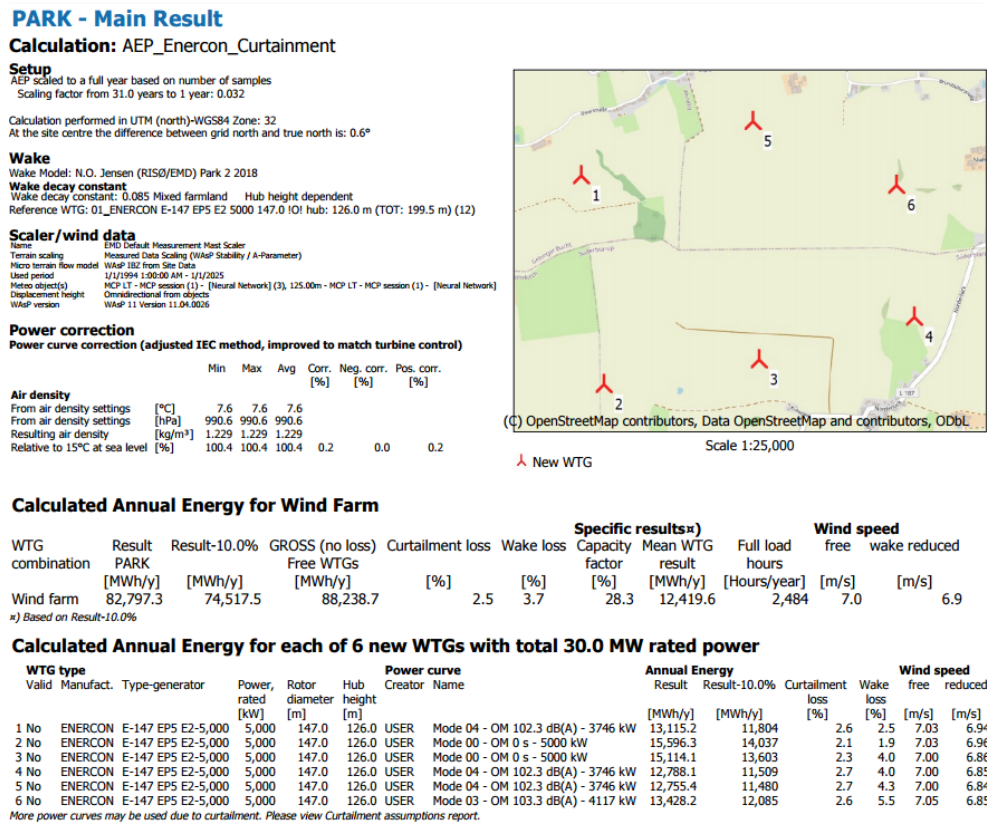 PARK - Main Result
Calculation: AEP_Enercon_Curtainment
Setup
AEP scaled to a full year based on number of samples
Scaling factor from 31.0 years to 1 year: 0.032
Calculation performed in UTM (north)-WGS84 Zone: 32
At the site centre the difference between grid north and true north is: 0.6°
Wake
Wake Model: N.O. Jensen (RISØ/EMD) Park 2 2018
Wake decay constant
Wake decay constant: 0.085 Mixed farmland Hub height dependent
Reference WTG: 01_ENERCON E-147 EP5 E2 5000 147.0 !O! hub: 126.0 m (TOT: 199.5 m) (12)
Scaler/wind data
Name EMD Default Measurement Mast Scaler
Terrain scaling Measured Data Scaling (WAsP Stability / A-Parameter)
Micro terrain flow model WAsP IBZ from Site Data
Used period 1/1/1994 1:00:00 AM - 1/1/2025
Meteo object(s) MCP LT - MCP session (1) - [Neural Network] (3), 125.00m - MCP LT - MCP session (1) - [Neural Network]
Displacement height Omnidirectional from objects
WAsP version WAsP 11 Version 11.04.0026
Power correction
Power curve correction (adjusted IEC method, improved to match turbine control)
Min Max Avg Corr. Neg. corr. Pos. corr.
[%] [%] [%]
Air density
From air density settings [°C] 7.6 7.6 7.6
From air density settings [hPa] 990.6 990.6 990.6
Resulting air density [kg/m³] 1.229 1.229 1.229
Relative to 15°C at sea level [%] 100.4 100.4 100.4 0.2 0.0 0.2
5
1
6
4
3
2
L 187
(C) OpenStreetMap contributors, Data OpenStreetMap and contributors, ODbL
Scale 1:25,000
New WTG
Calculated Annual Energy for Wind Farm
Specific results¤) Wind speed
WTG Result Result-10.0% GROSS (no loss) Curtailment loss Wake loss Capacity Mean WTG Full load free wake reduced
combination PARK Free WTGs factor result hours
[MWh/y] [MWh/y] [MWh/y] [%] [%] [%] [MWh/y] [Hours/year] [m/s] [m/s]
Wind farm 82,797.3 74,517.5 88,238.7 2.5 3.7 28.3 12,419.6 2,484 7.0 6.9
¤) Based on Result-10.0%
Calculated Annual Energy for each of 6 new WTGs with total 30.0 MW rated power
WTG type Power curve Annual Energy Wind speed
Valid Manufact. Type-generator Power, Rotor Hub Creator Name Result Result-10.0% Curtailment Wake free reduced
rated diameter height loss loss
[kW] [m] [m] [MWh/y] [MWh/y] [%] [%] [m/s] [m/s]
1 No ENERCON E-147 EP5 E2-5,000 5,000 147.0 126.0 USER Mode 04 - OM 102.3 dB(A) - 3746 kW 13,115.2 11,804 2.6 2.5 7.03 6.94
2 No ENERCON E-147 EP5 E2-5,000 5,000 147.0 126.0 USER Mode 00 - OM 0 s - 5000 kW 15,596.3 14,037 2.1 1.9 7.03 6.96
3 No ENERCON E-147 EP5 E2-5,000 5,000 147.0 126.0 USER Mode 00 - OM 0 s - 5000 kW 15,114.1 13,603 2.3 4.0 7.00 6.86
4 No ENERCON E-147 EP5 E2-5,000 5,000 147.0 126.0 USER Mode 04 - OM 102.3 dB(A) - 3746 kW 12,788.1 11,509 2.7 4.0 7.00 6.85
5 No ENERCON E-147 EP5 E2-5,000 5,000 147.0 126.0 USER Mode 04 - OM 102.3 dB(A) - 3746 kW 12,755.4 11,480 2.7 4.3 7.00 6.84
6 No ENERCON E-147 EP5 E2-5,000 5,000 147.0 126.0 USER Mode 03 - OM 103.3 dB(A) - 4117 kW 13,428.2 12,085 2.6 5.5 7.05 6.85
More power curves may be used due to curtailment. Please view Curtailment assumptions report.